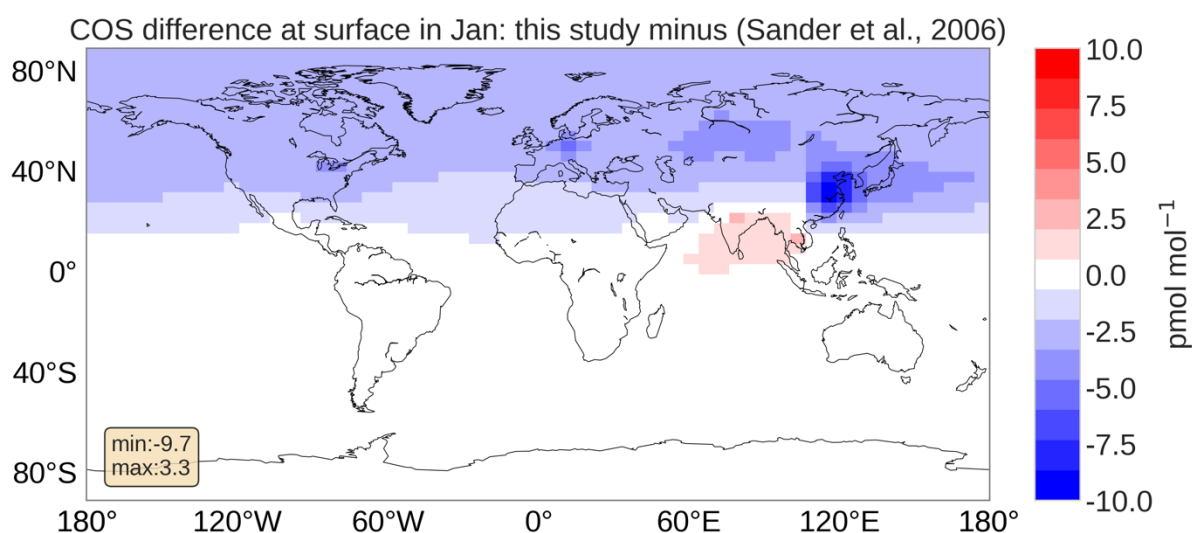 COS difference at surface in Jan: this study minus (Sander et al., 2006)
80°N
40°N
0°
40°S
80°S
min:-9.7
max:3.3
180°
120°W
60°W
0°
60°E
120°E
180°
10.0
7.5
5.0
2.5
0.0
-2.5
-5.0
-7.5
-10.0
pmol mol⁻¹